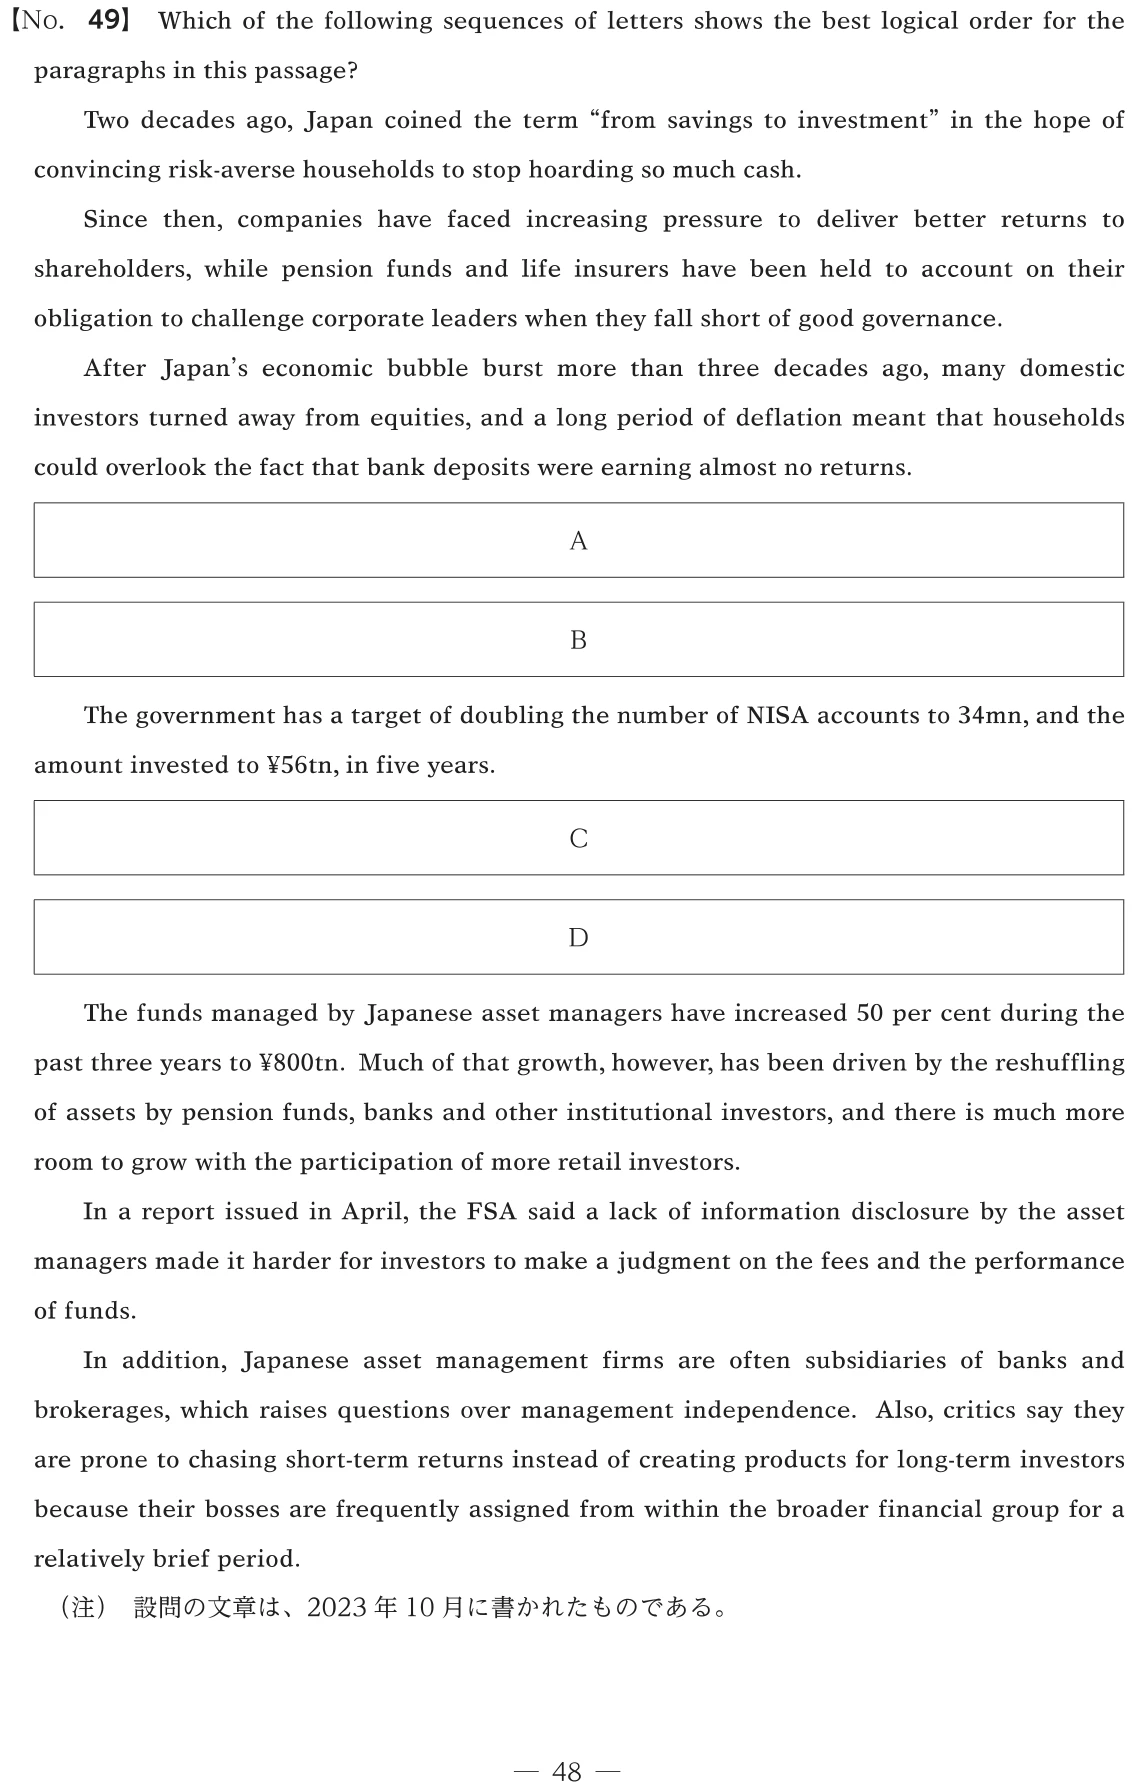 【No. 49】 Which of the following sequences of letters shows the best logical order for the
paragraphs in this passage?
Two decades ago, Japan coined the term “from savings to investment” in the hope of
convincing risk-averse households to stop hoarding so much cash.
Since then, companies have faced increasing pressure to deliver better returns to
shareholders, while pension funds and life insurers have been held to account on their
obligation to challenge corporate leaders when they fall short of good governance.
After Japan’s economic bubble burst more than three decades ago, many domestic
investors turned away from equities, and a long period of deflation meant that households
could overlook the fact that bank deposits were earning almost no returns.
A
B
The government has a target of doubling the number of NISA accounts to 34mn, and the
amount invested to ¥56tn, in five years.
C
D
The funds managed by Japanese asset managers have increased 50 per cent during the
past three years to ¥800tn. Much of that growth, however, has been driven by the reshuffling
of assets by pension funds, banks and other institutional investors, and there is much more
room to grow with the participation of more retail investors.
In a report issued in April, the FSA said a lack of information disclosure by the asset
managers made it harder for investors to make a judgment on the fees and the performance
of funds.
In addition, Japanese asset management firms are often subsidiaries of banks and
brokerages, which raises questions over management independence. Also, critics say they
are prone to chasing short-term returns instead of creating products for long-term investors
because their bosses are frequently assigned from within the broader financial group for a
relatively brief period.
(注) 設問の文章は、2023 年 10 月に書かれたものである。
— 48 —